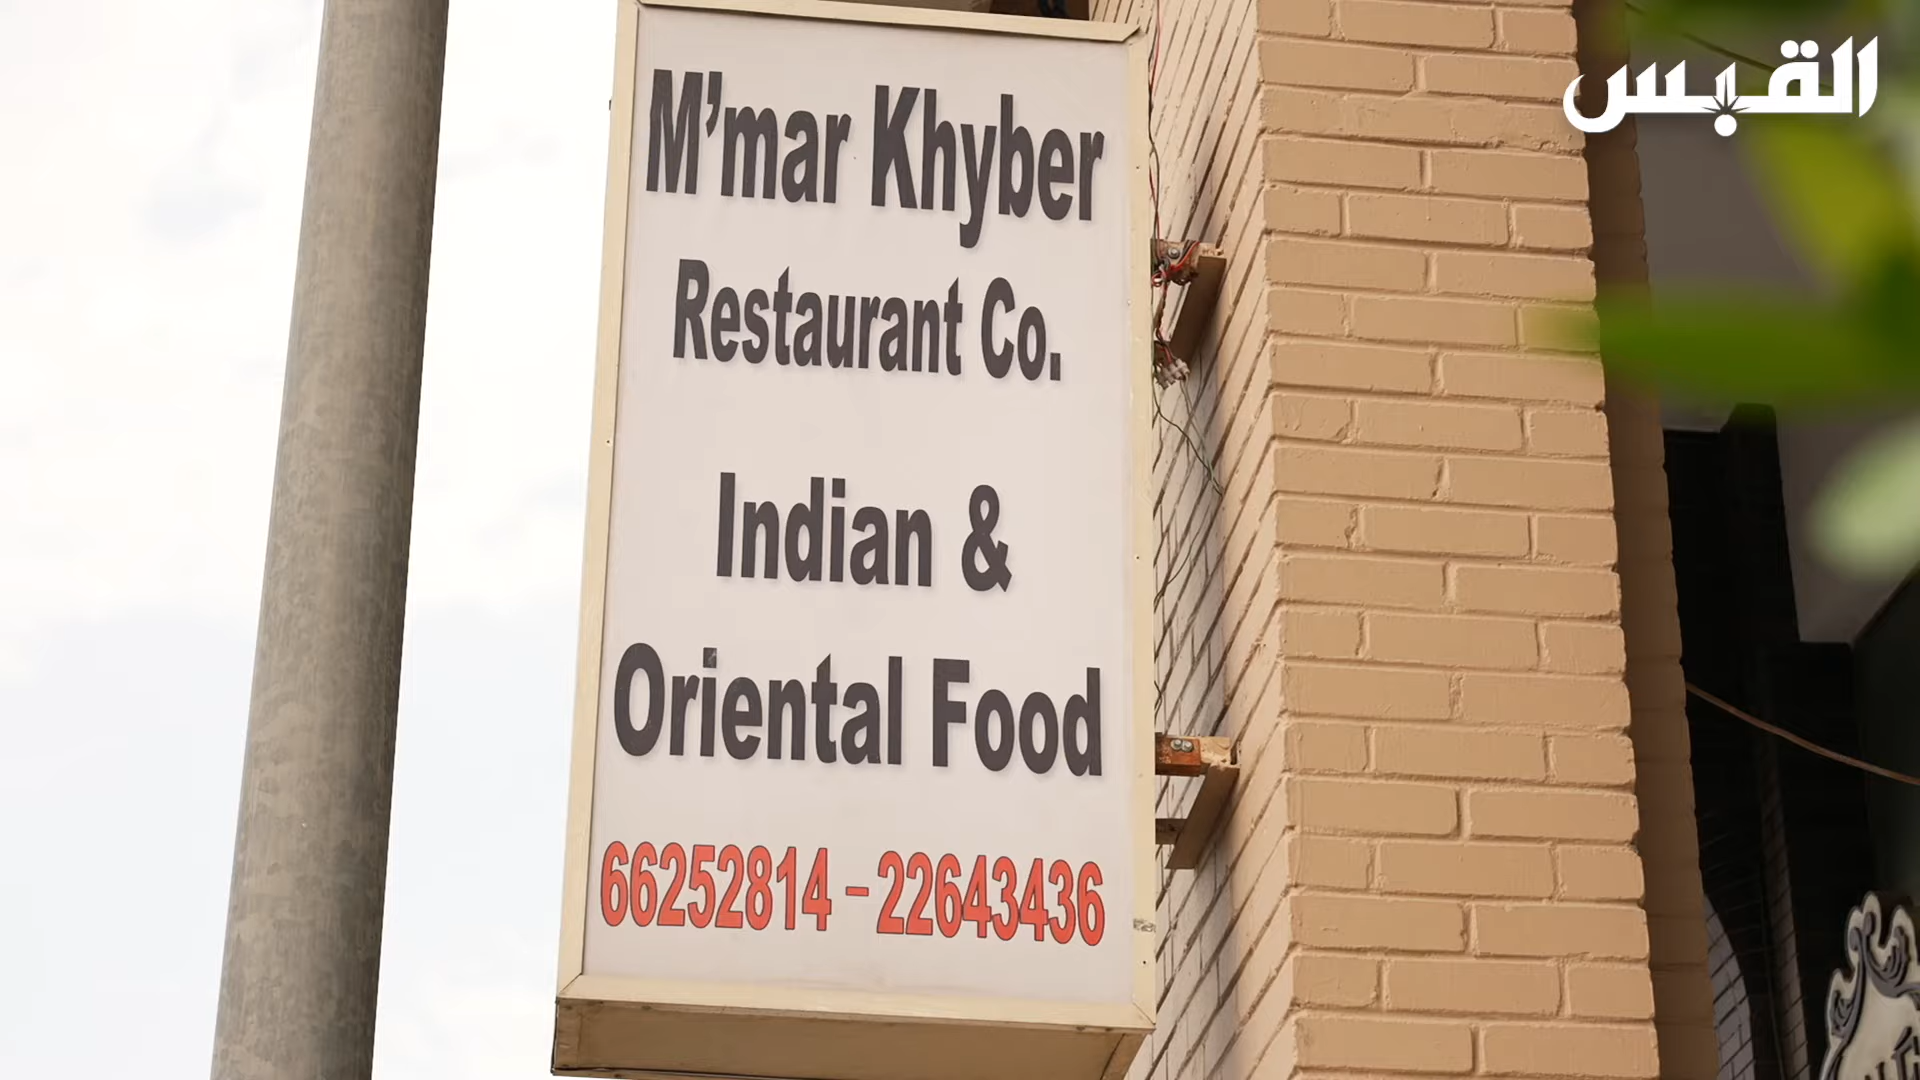 القبس
M'mar Khyber
Restaurant Co.
Indian &
Oriental Food
66252814 - 22643436